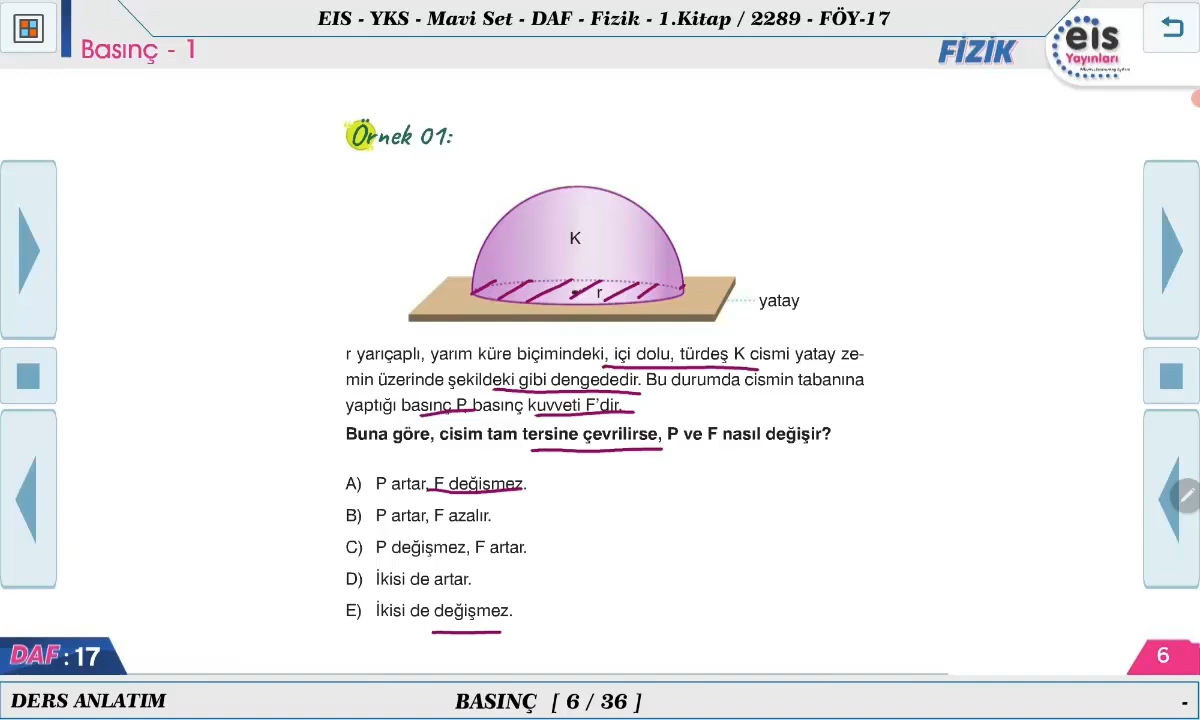 EIS - YKS - Mavi Set - DAF - Fizik - 1.Kitap / 2289 - FÖY-17
Basınç - 1
FİZİK
eis
Yayınları
Örnek 01:
K
r
yatay
r yarıçaplı, yarım küre biçimindeki, içi dolu, türdeş K cismi yatay ze-
min üzerinde şekildeki gibi dengededir. Bu durumda cismin tabanına
yaptığı basınç P, basınç kuvveti F'dir.
Buna göre, cisim tam tersine çevrilirse, P ve F nasıl değişir?
A) P artar, F değişmez.
B) P artar, F azalır.
C) P değişmez, F artar.
D) İkisi de artar.
E) İkisi de değişmez.
DAF : 17
6
DERS ANLATIM
BASINÇ [ 6 / 36 ]
-